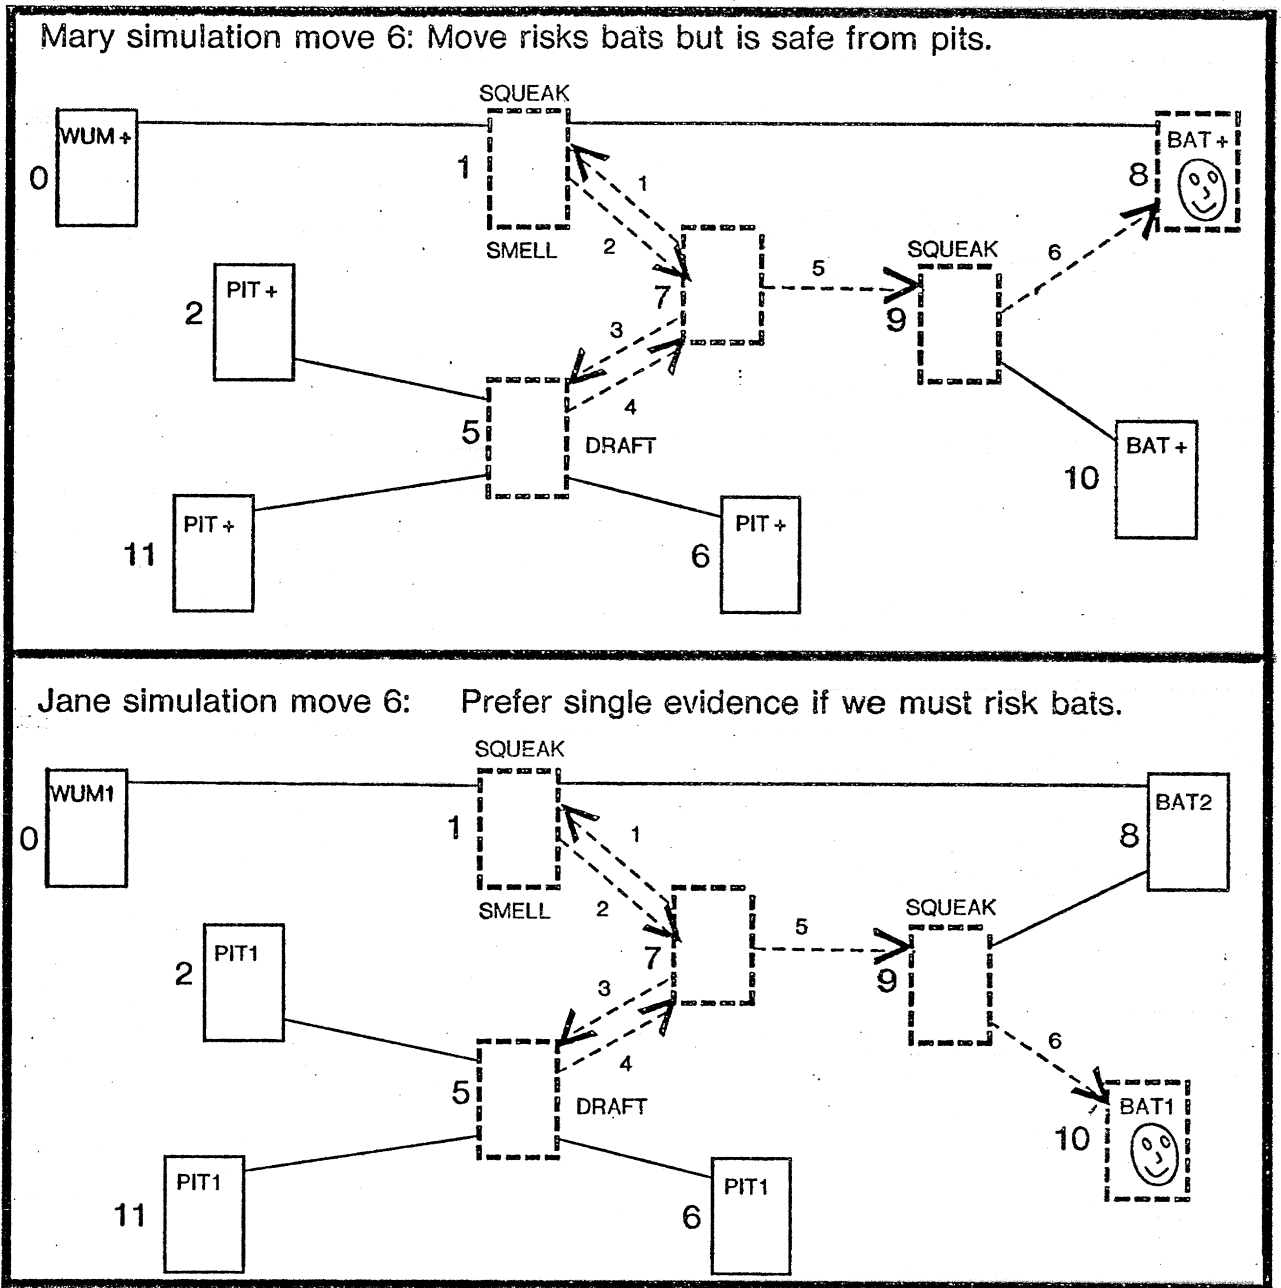 Mary simulation move 6: Move risks bats but is safe from pits.
SQUEAK
WUM+
BAT+
0
1
8
1
SMELL
2
SQUEAK
6
PIT+
5
2
7
9
3
4
5
DRAFT
BAT+
10
PIT+
PIT+
11
6
Jane simulation move 6: Prefer single evidence if we must risk bats.
SQUEAK
WUM1
BAT2
0
1
1
8
SMELL
2
SQUEAK
5
PIT1
2
7
9
3
6
4
5
DRAFT
BAT1
10
PIT1
PIT1
11
6